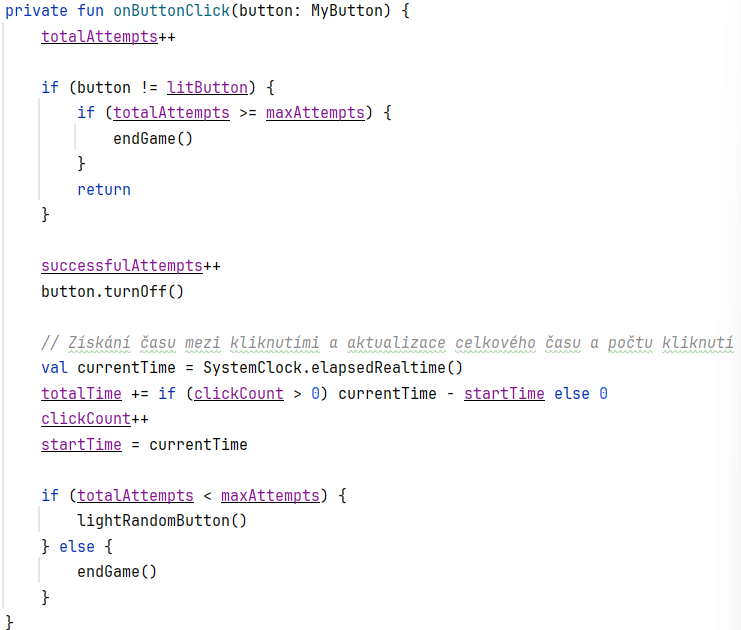 private fun onButtonClick(button: MyButton) {
    totalAttempts++
    if (button != litButton) {
        if (totalAttempts >= maxAttempts) {
            endGame()
        }
        return
    }
    successfulAttempts++
    button.turnOff()
    // Získání času mezi kliknutími a aktualizace celkového času a počtu kliknutí
    val currentTime = SystemClock.elapsedRealtime()
    totalTime += if (clickCount > 0) currentTime - startTime else 0
    clickCount++
    startTime = currentTime
    if (totalAttempts < maxAttempts) {
        lightRandomButton()
    } else {
        endGame()
    }
}